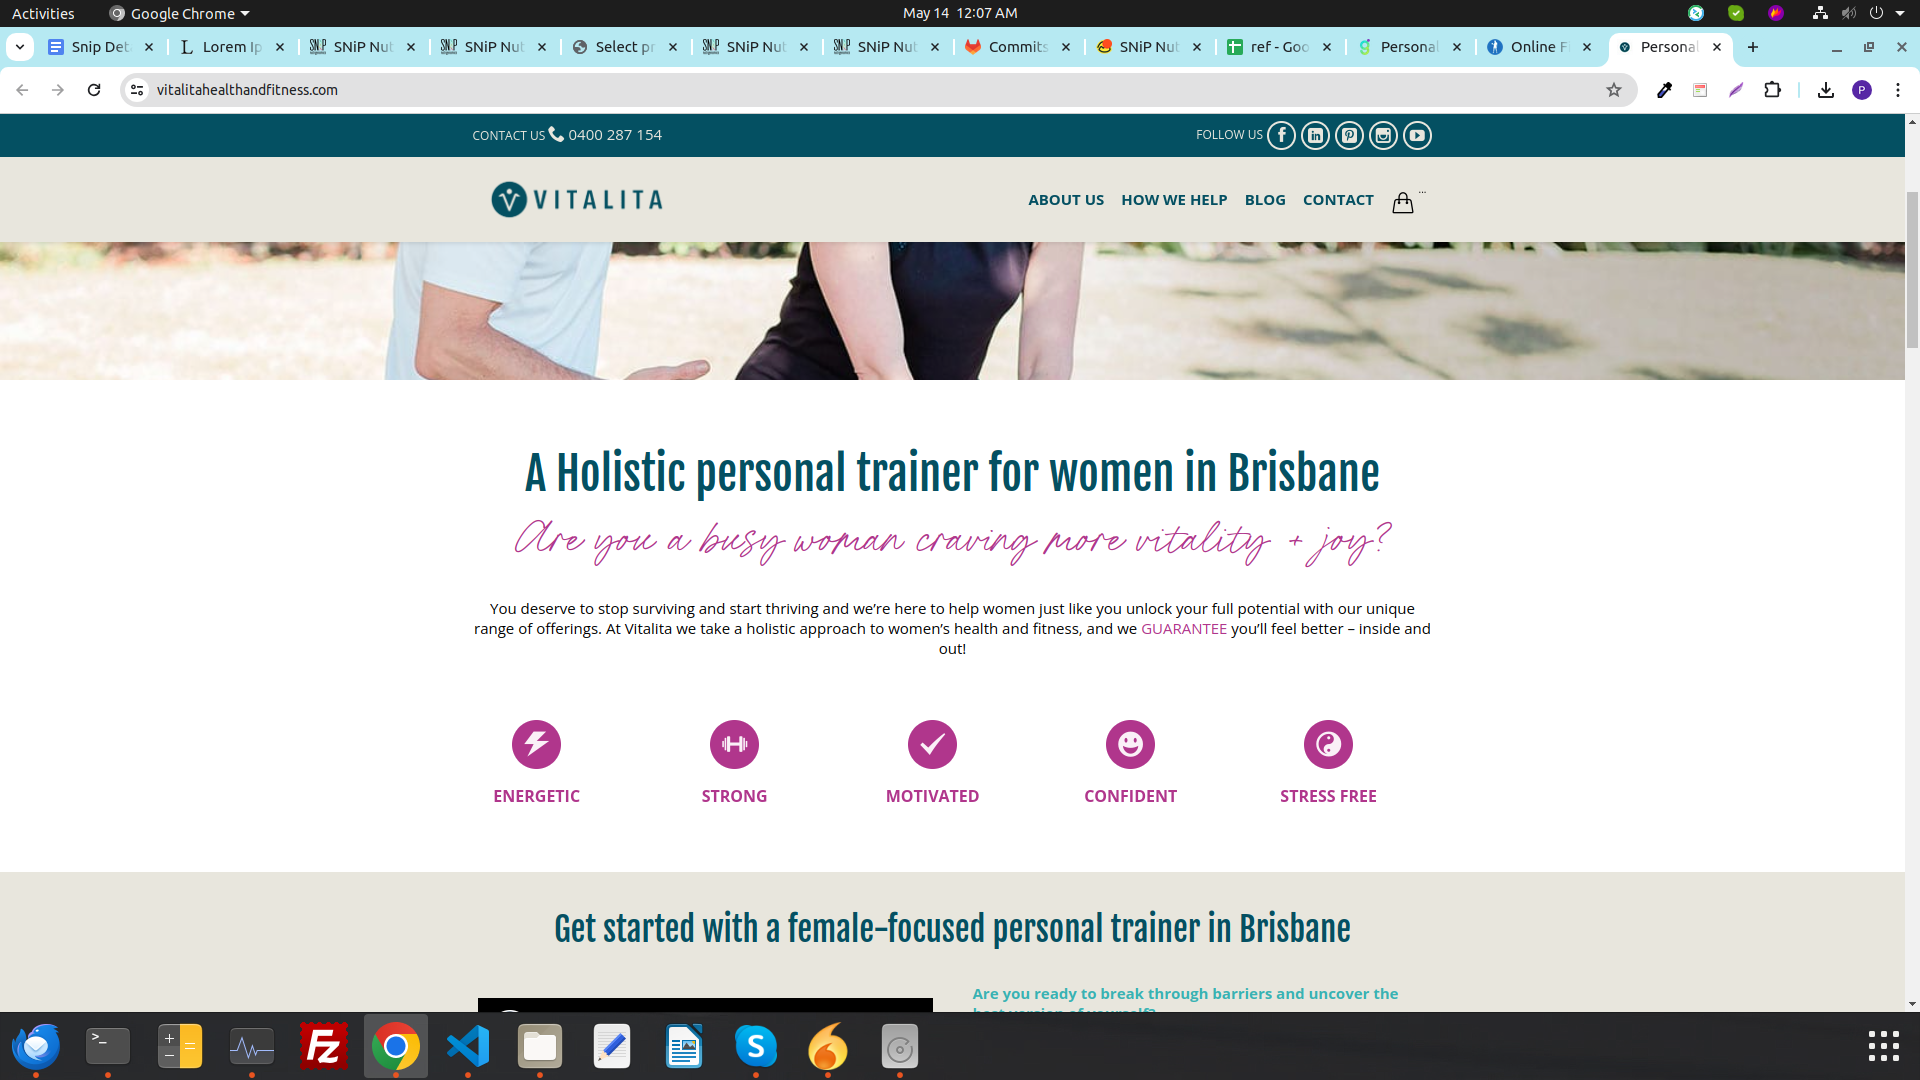 Activities
Google Chrome
May 14 12:07 AM
Snip Det
Lorem Ip
SNiP Nut
SNiP Nut
Select pr
SNiP Nut
SNiP Nut
Commits
SNiP Nut
ref - Goo
Personal
Online F
Personal
vitalitahealthandfitness.com
P
CONTACT US 0400 287 154
FOLLOW US
VITALITA
ABOUT US
HOW WE HELP
BLOG
CONTACT
...
A Holistic personal trainer for women in Brisbane
Are you a busy woman craving more vitality + joy?
You deserve to stop surviving and start thriving and we’re here to help women just like you unlock your full potential with our unique
range of offerings. At Vitalita we take a holistic approach to women’s health and fitness, and we GUARANTEE you’ll feel better – inside and
out!
ENERGETIC
STRONG
MOTIVATED
CONFIDENT
STRESS FREE
Get started with a female-focused personal trainer in Brisbane
Are you ready to break through barriers and uncover the
best version of yourself?